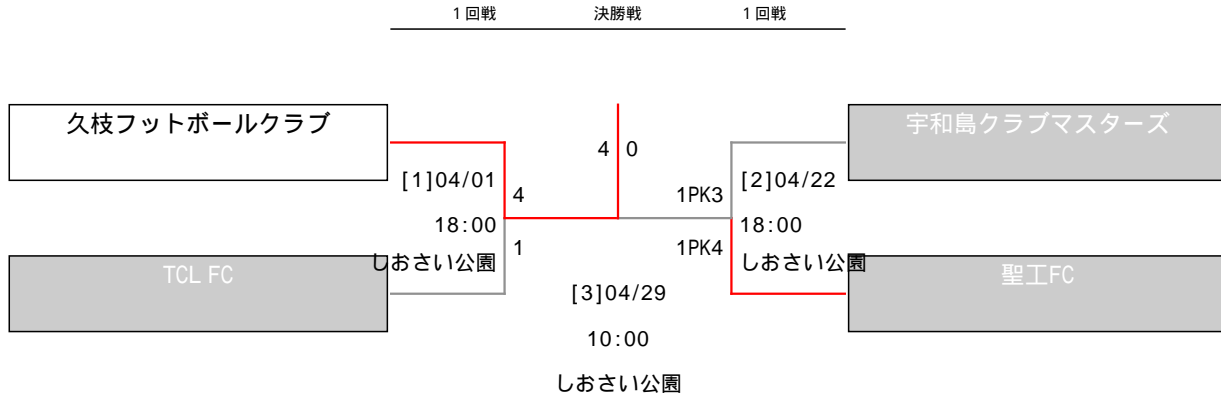 1回戦 決勝戦 1回戦
久枝フットボールクラブ
宇和島クラブマスターズ
4 0
[1]04/01
4
1PK3
[2]04/22
18:00
18:00
1
1PK4
しおさい公園
しおさい公園
TCL FC
聖工FC
[3]04/29
10:00
しおさい公園